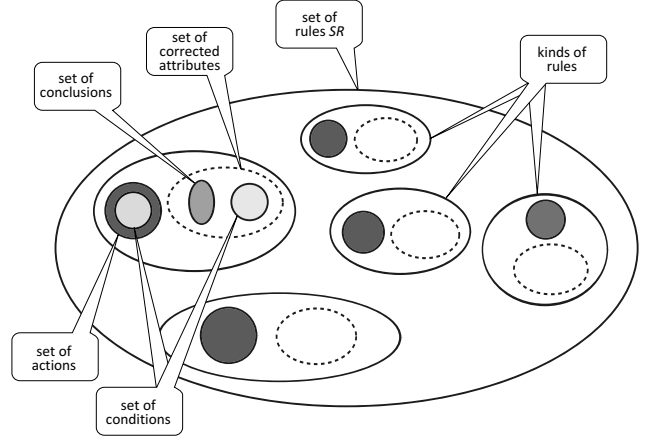 set of
rules SR
set of
corrected
attributes
kinds of
rules
set of
conclusions
set of
actions
set of
conditions